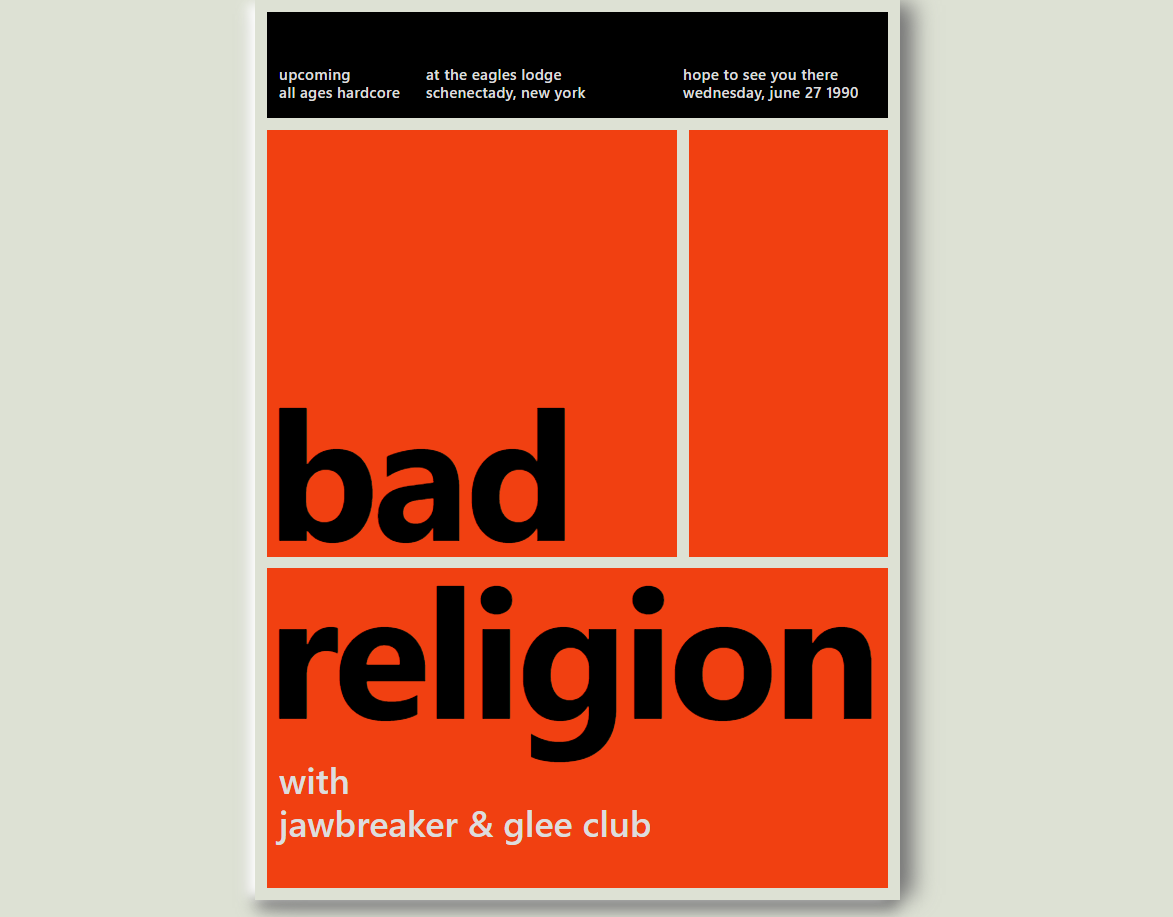 upcoming
all ages hardcore
at the eagles lodge
schenectady, new york
hope to see you there
wednesday, june 27 1990
bad
religion
with
jawbreaker & glee club